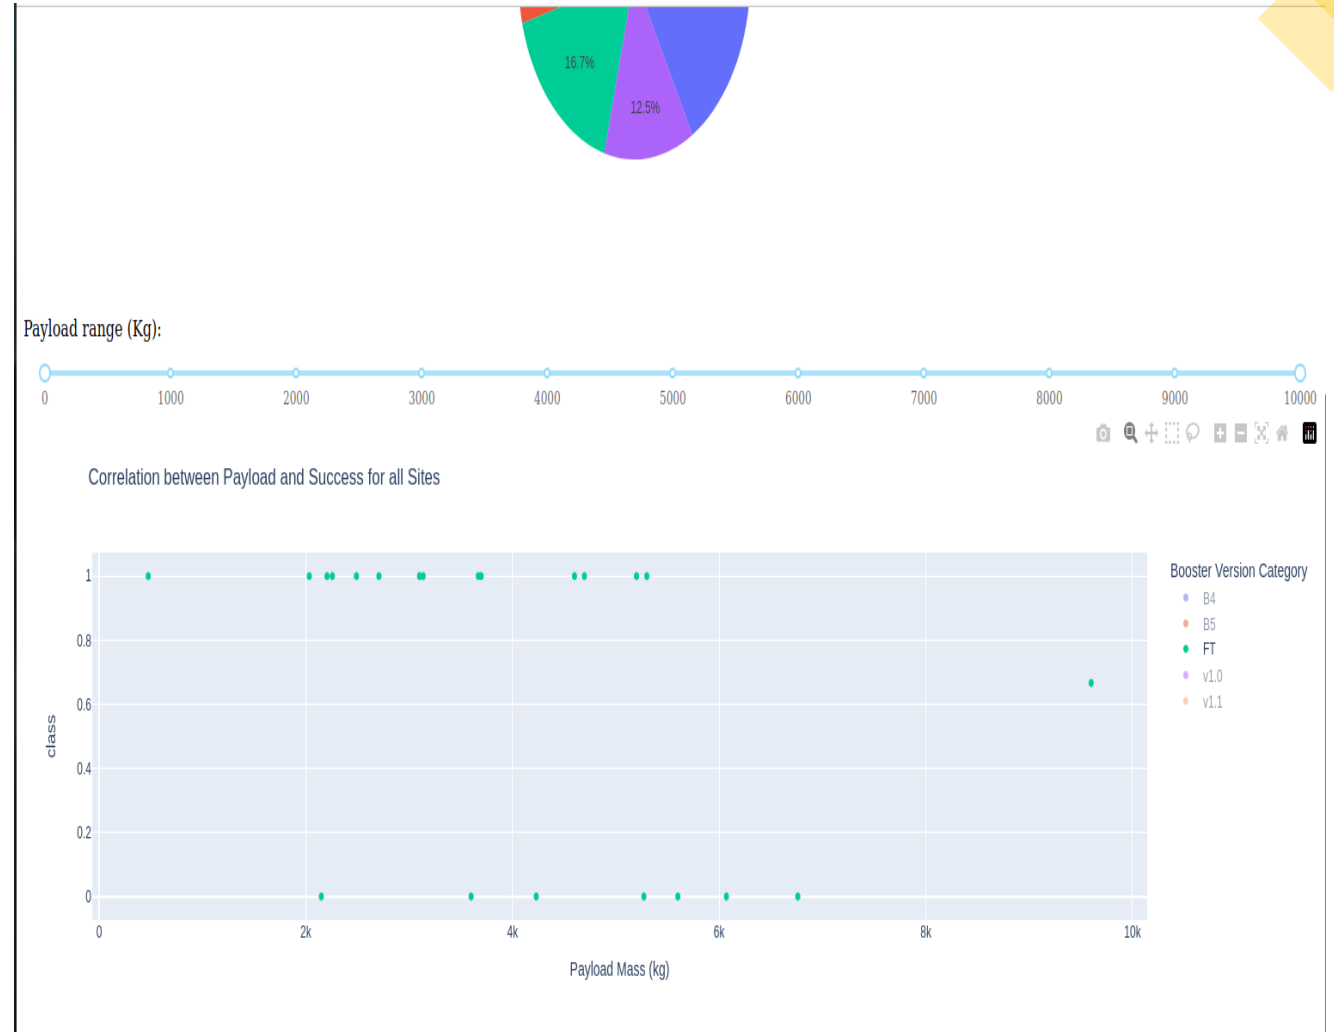 16.7%
12.5%
Payload range (Kg):
0 1000 2000 3000 4000 5000 6000 7000 8000 9000 10000
Correlation between Payload and Success for all Sites
Booster Version Category
B4
B5
FT
v1.0
v1.1
class
1
0.8
0.6
0.4
0.2
0
0 2k 4k 6k 8k 10k
Payload Mass (kg)